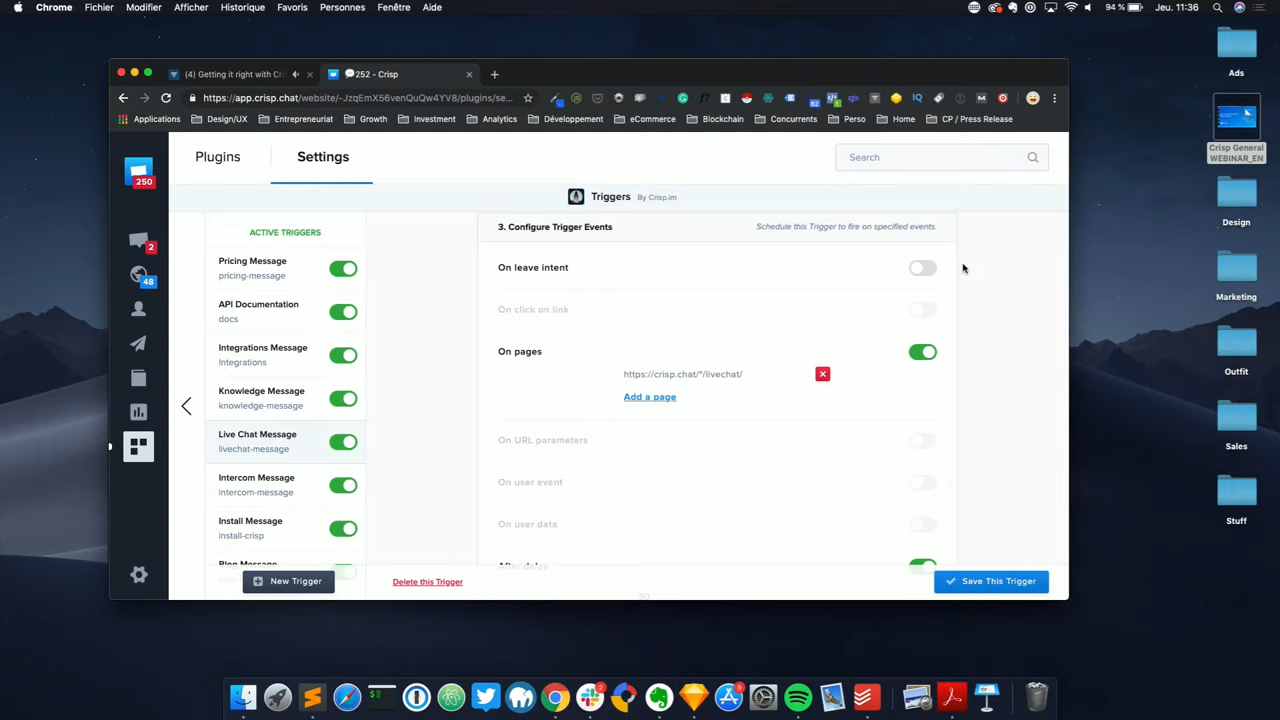 Chrome Fichier Modifier Afficher Historique Favoris Personnes Fenêtre Aide
94 % Jeu. 11:36
(4) Getting it right with Cri
252 - Crisp
https://app.crisp.chat/website/-JzqEmX56venQuQw4YV8/plugins/se...
Applications Design/UX Entrepreneuriat Growth Investment Analytics Développement eCommerce Blockchain Concurrents Perso Home CP / Press Release
250
2
48
Plugins
Settings
Search
Triggers By Crisp.im
ACTIVE TRIGGERS
Pricing Message
pricing-message
API Documentation
docs
Integrations Message
Integrations
Knowledge Message
knowledge-message
Live Chat Message
livechat-message
Intercom Message
intercom-message
Install Message
install-crisp
Blog Message
3. Configure Trigger Events
Schedule this Trigger to fire on specified events.
On leave intent
On click on link
On pages
https://crisp.chat/*/livechat/
Add a page
On URL parameters
On user event
On user data
After delay
30
New Trigger
Delete this Trigger
Save This Trigger
Ads
Crisp General
WEBINAR_EN
Design
Marketing
Outfit
Sales
Stuff